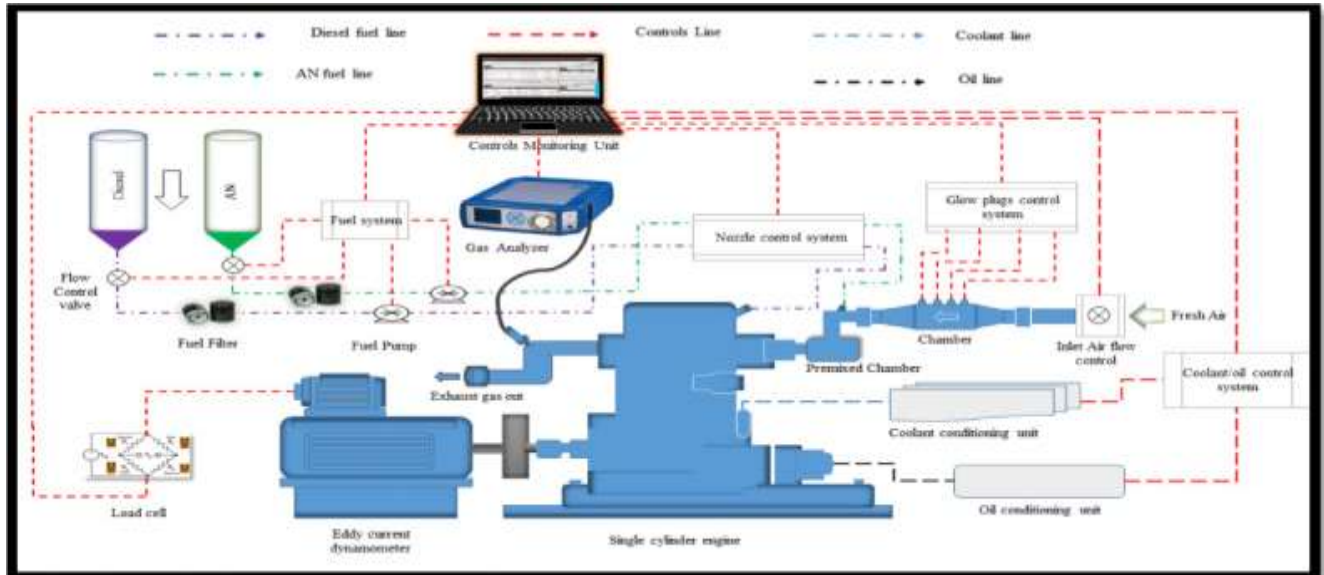 Diesel fuel line
Controls Line
Coolant line
AN fuel line
Oil line
Controls Monitoring Unit
Diesel
AN
Fuel system
Gas Analyzer
Nozzle control system
Glow plugs control
system
Flow
Control
valve
Fuel Filter
Fuel Pump
Exhaust gas out
Premixed Chamber
Chamber
Inlet Air flow
control
Fresh Air
Coolant/oil control
system
Coolant conditioning unit
Load cell
Eddy current
dynamometer
Single cylinder engine
Oil conditioning unit